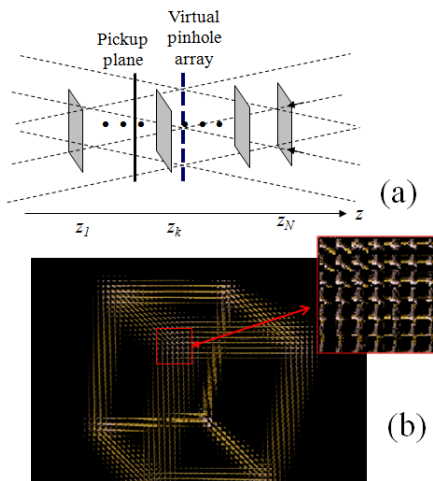 Virtual
pinhole
array
Pickup
plane
(a)
z1 zk zN z
(b)